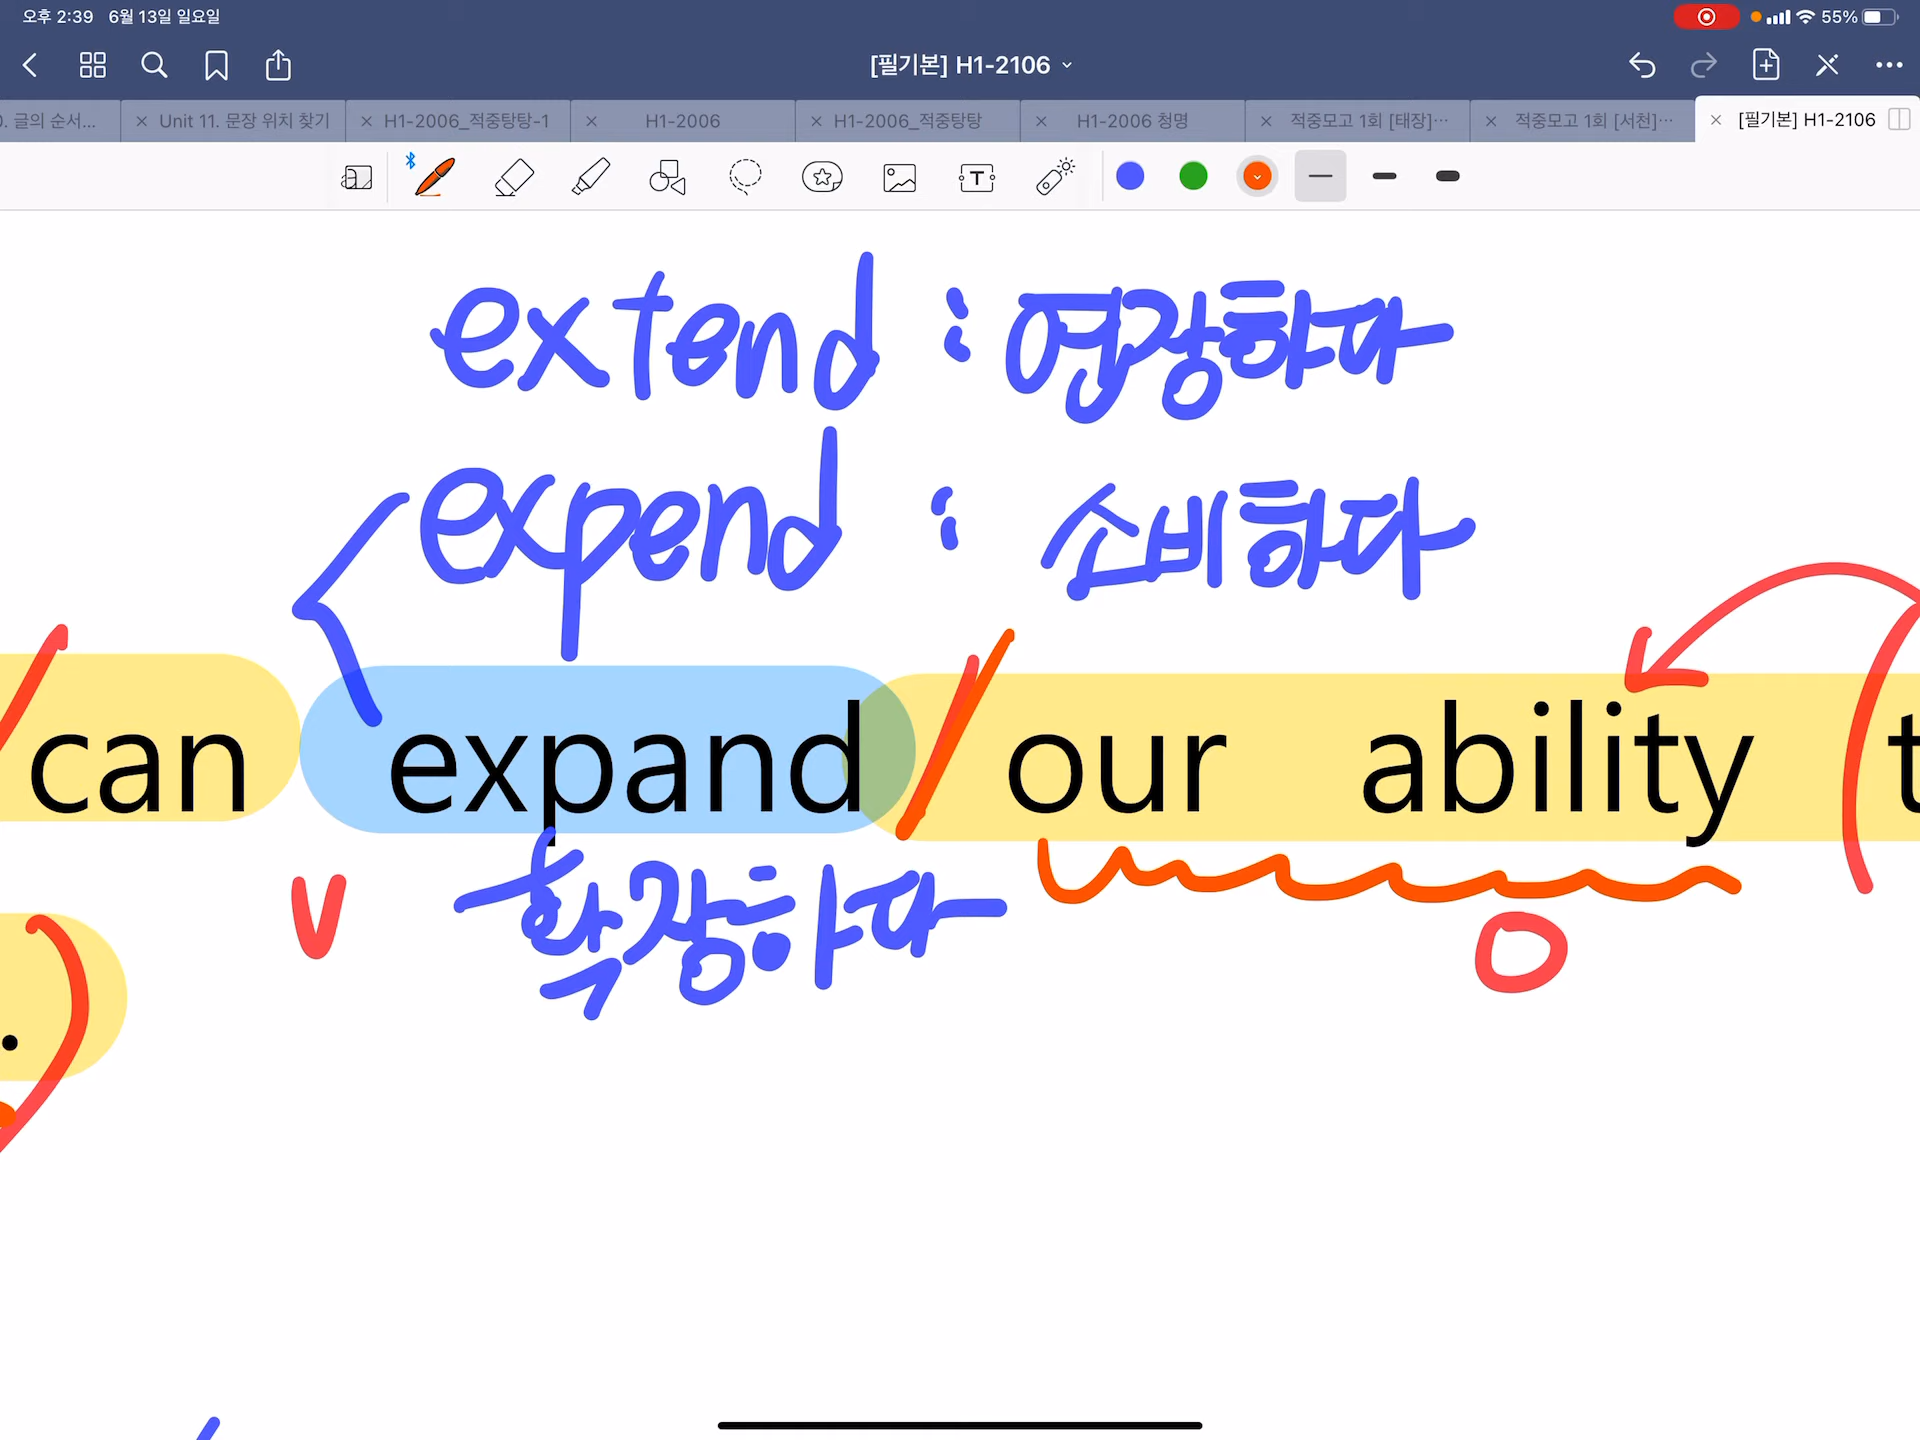 오후 2:39 6월 13일 일요일 55%
[필기본] H1-2106
0. 글의 순서... × Unit 11. 문장 위치 찾기 × H1-2006_적중탕탕-1 × H1-2006 × H1-2006_적중탕탕 × H1-2006 청명 × 적중모고 1회 [태장]... × 적중모고 1회 [서천]... × [필기본] H1-2106
extend : 연장하다
expend : 소비하다
/ can expand / our ability ( t
V 확장하다 O
. )